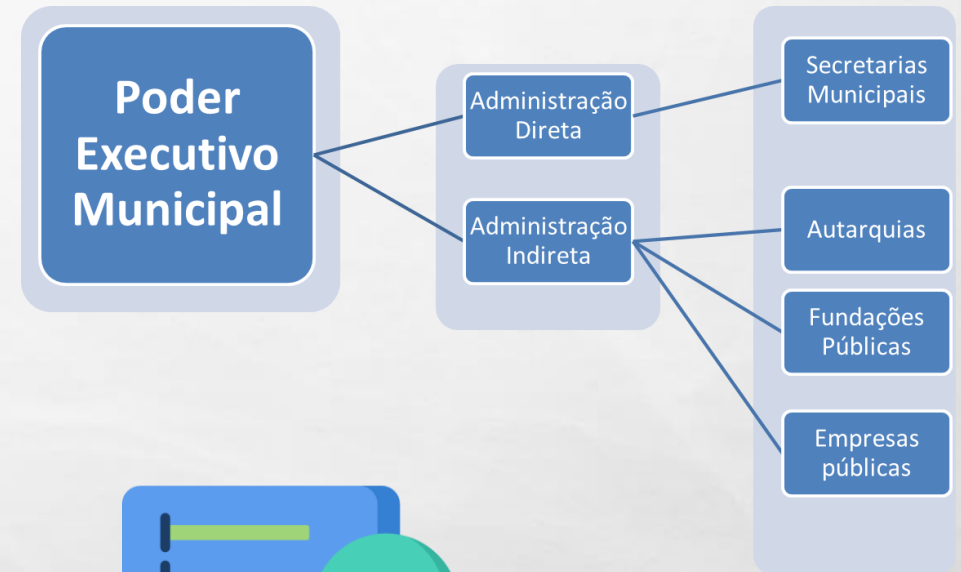 Poder
Executivo
Municipal
Administração
Direta
Administração
Indireta
Secretarias
Municipais
Autarquias
Fundações
Públicas
Empresas
públicas